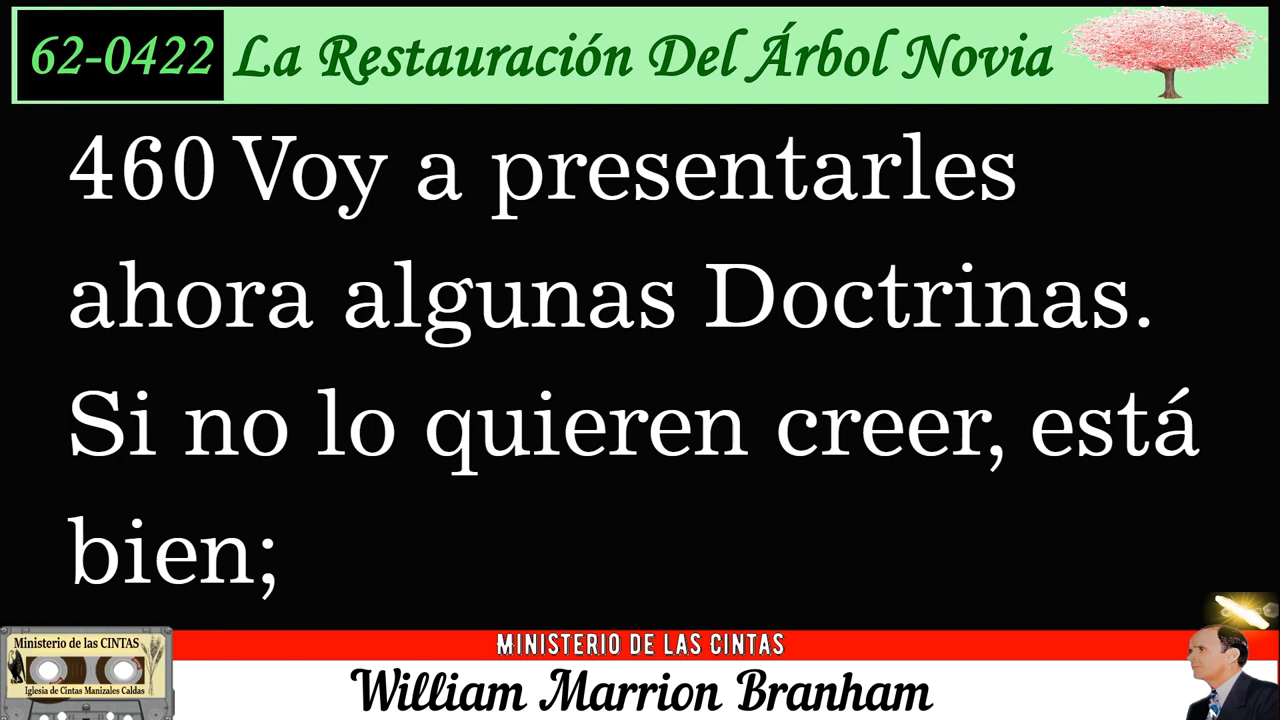 62-0422 La Restauración Del Árbol Novia
460 Voy a presentarles
ahora algunas Doctrinas.
Si no lo quieren creer, está
bien;
MINISTERIO DE LAS CINTAS
Ministerio de las CINTAS
Iglesia de Cintas Manizales Caldas
William Marrion Branham